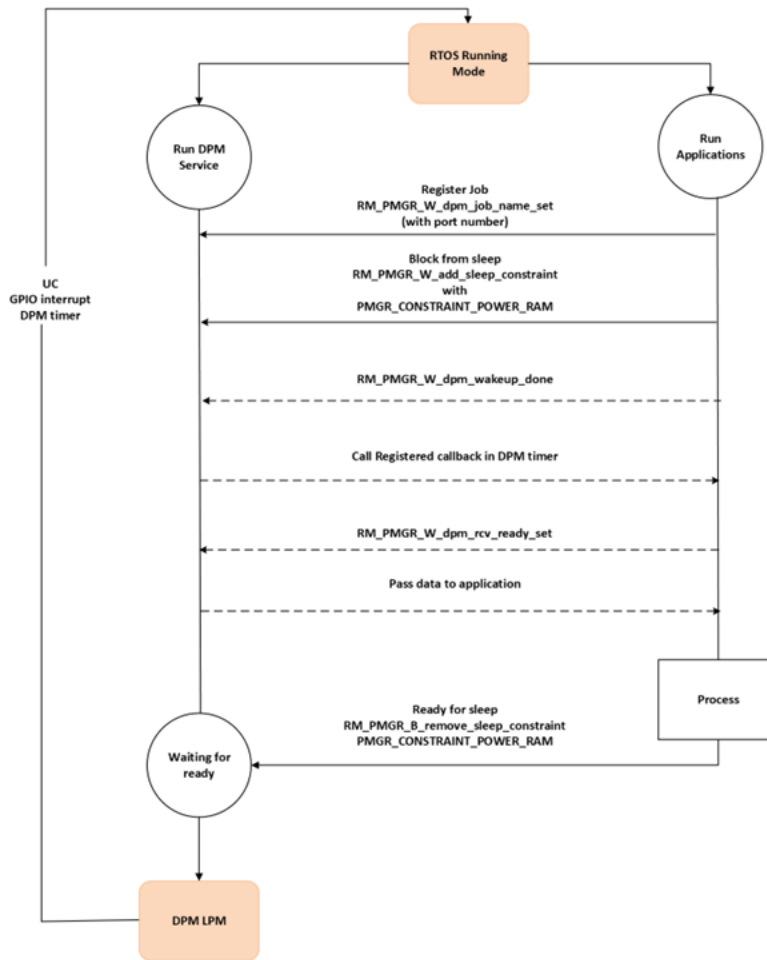 RTOS Running
Mode
Run DPM
Service
Run
Applications
Register Job
RM_PMGR_W_dpm_job_name_set
(with port number)
Block from sleep
RM_PMGR_W_add_sleep_constraint
with
PMGR_CONSTRAINT_POWER_RAM
UC
GPIO interrupt
DPM timer
RM_PMGR_W_dpm_wakeup_done
Call Registered callback in DPM timer
RM_PMGR_W_dpm_rcv_ready_set
Pass data to application
Process
Ready for sleep
RM_PMGR_B_remove_sleep_constraint
PMGR_CONSTRAINT_POWER_RAM
Waiting for
ready
DPM LPM